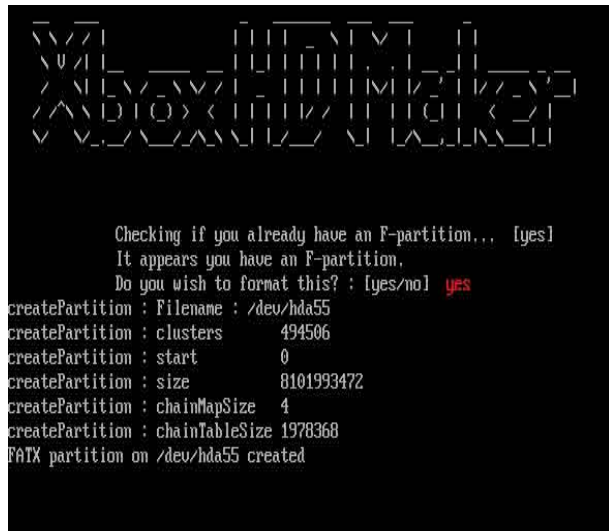 XboxHDMaker
Checking if you already have an F-partition... [yes]
It appears you have an F-partition.
Do you wish to format this? : [yes/no] yes
createPartition : Filename : /dev/hda55
createPartition : clusters 494506
createPartition : start 0
createPartition : size 8101993472
createPartition : chainMapSize 4
createPartition : chainTableSize 1978368
FATX partition on /dev/hda55 created